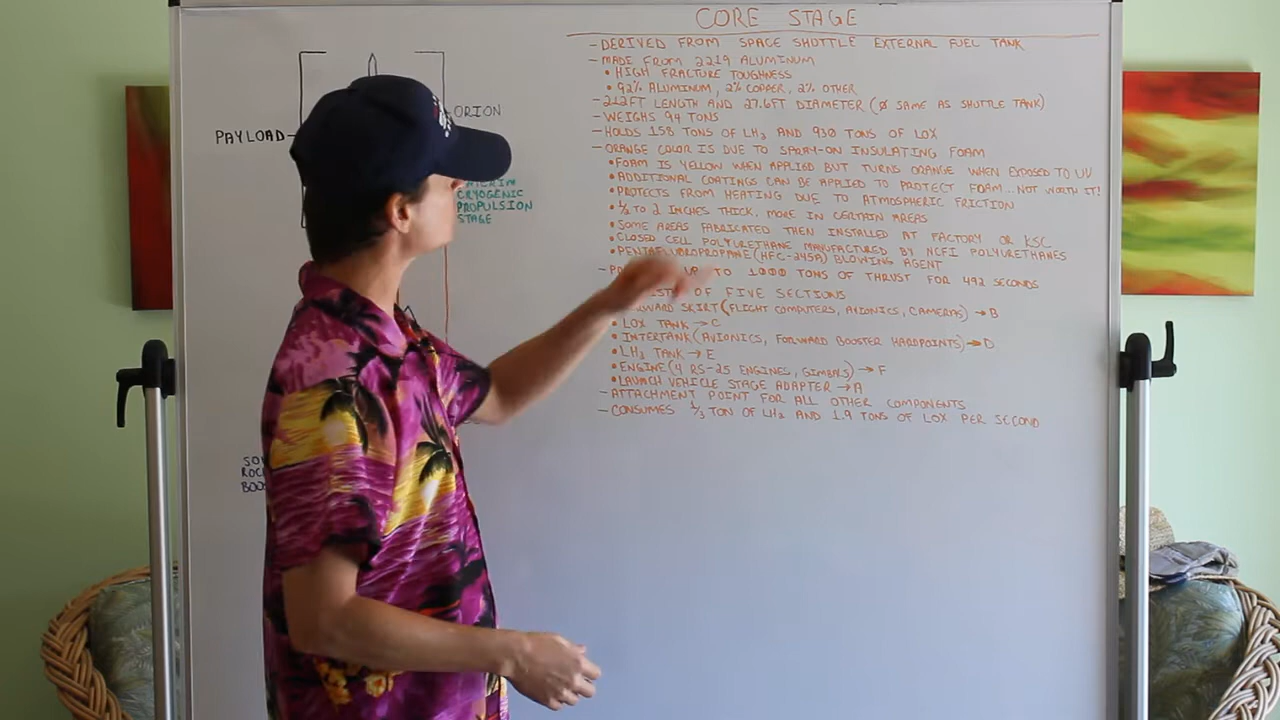 CORE STAGE
- DERIVED FROM SPACE SHUTTLE EXTERNAL FUEL TANK
- MADE FROM 2219 ALUMINUM
• HIGH FRACTURE TOUGHNESS
• 92% ALUMINUM, 2% COPPER, 2% OTHER
- 212FT LENGTH AND 27.6FT DIAMETER (Ø SAME AS SHUTTLE TANK)
- WEIGHS 94 TONS
- HOLDS 158 TONS OF LH2 AND 930 TONS OF LOX
- ORANGE COLOR IS DUE TO SPRAY-ON INSULATING FOAM
• FOAM IS YELLOW WHEN APPLIED BUT TURNS ORANGE WHEN EXPOSED TO UV
• ADDITIONAL COATINGS CAN BE APPLIED TO PROTECT FOAM...NOT WORTH IT!
• PROTECTS FROM HEATING DUE TO ATMOSPHERIC FRICTION
• 1/2 TO 2 INCHES THICK, MORE IN CERTAIN AREAS
• SOME AREAS FABRICATED THEN INSTALLED AT FACTORY OR KSC
• CLOSED CELL POLYURETHANE MANUFACTURED BY NCFI POLYURETHANES
• PENTAFLUOROPROPANE (HFC-245A) BLOWING AGENT
- UP TO 1000 TONS OF THRUST FOR 492 SECONDS
OF FIVE SECTIONS
SKIRT (FLIGHT COMPUTERS, AVIONICS, CAMERAS) → B
• LOX TANK → C
• INTERTANK (AVIONICS, FORWARD BOOSTER HARDPOINTS) → D
• LH2 TANK → E
• ENGINE (4 RS-25 ENGINES, GIMBALS) → F
• LAUNCH VEHICLE STAGE ADAPTER → A
- ATTACHMENT POINT FOR ALL OTHER COMPONENTS
- CONSUMES 1/3 TON OF LH2 AND 1.9 TONS OF LOX PER SECOND
ORION
PAYLOAD
CRYOGENIC
PROPULSION
STAGE